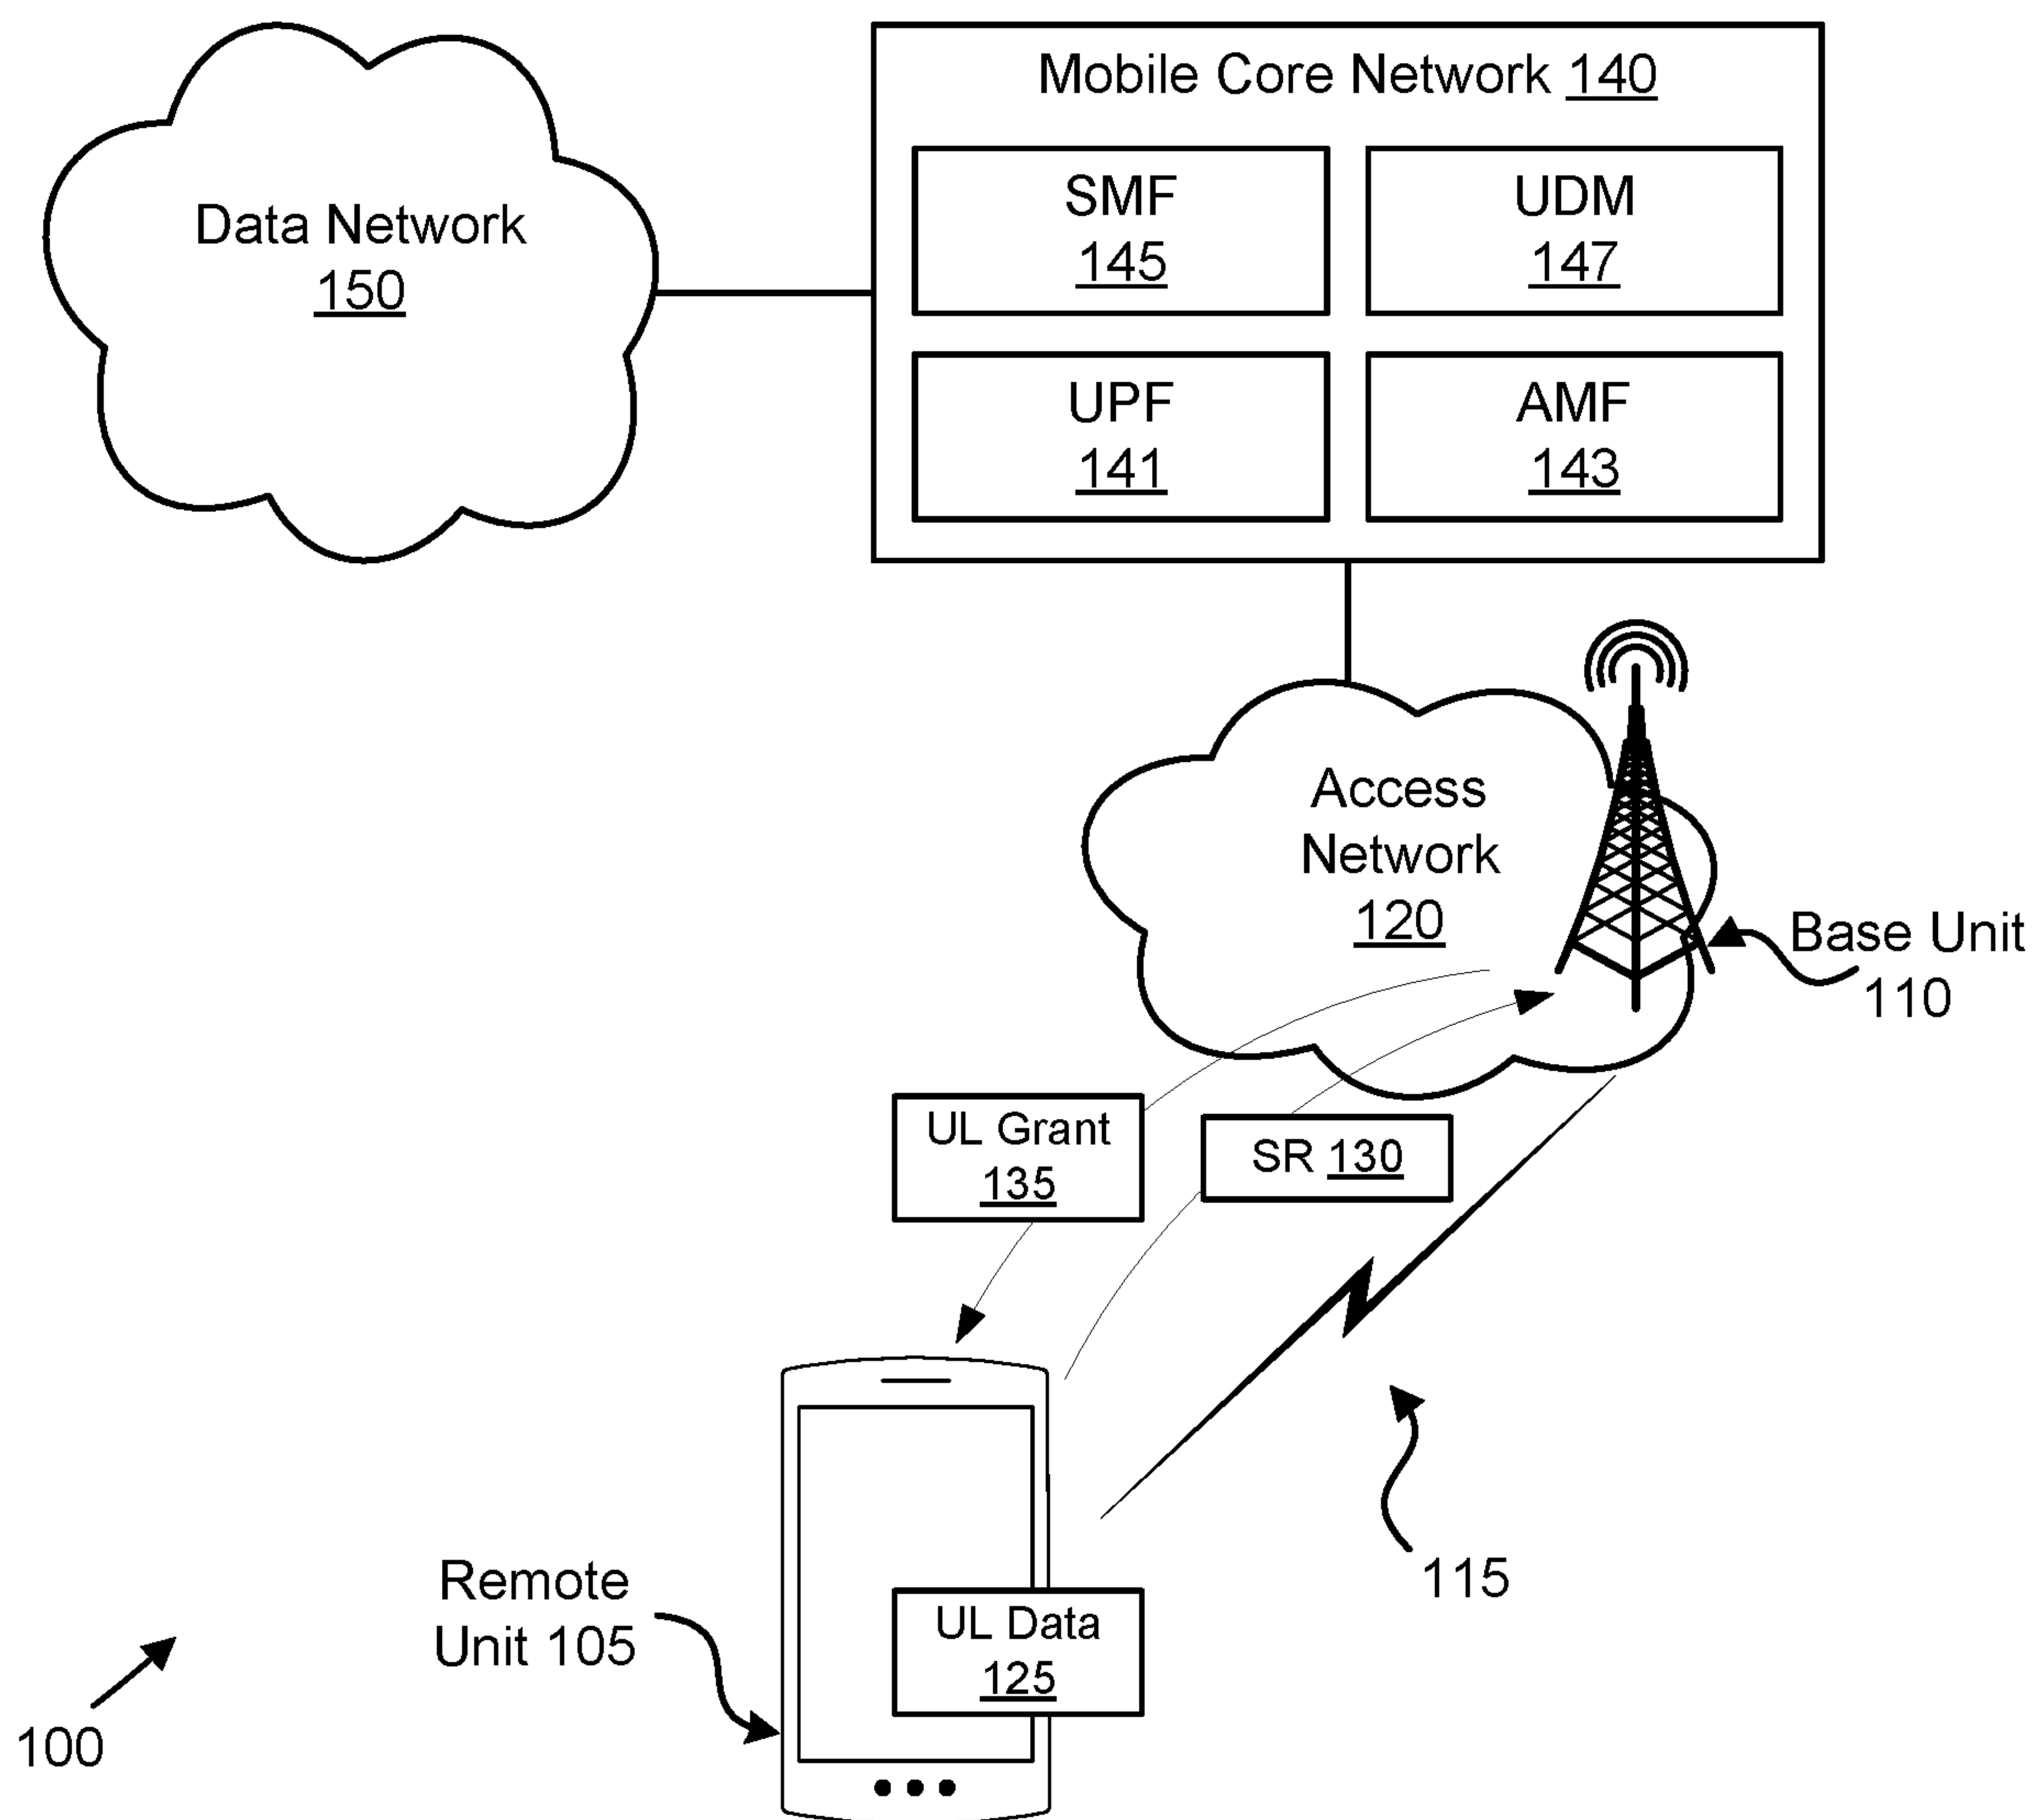 Mobile Core Network 140
SMF
145
UDM
147
UPF
141
AMF
143
Data Network
150
Access
Network
120
Base Unit
110
UL Grant
135
SR 130
115
Remote
Unit 105
UL Data
125
100